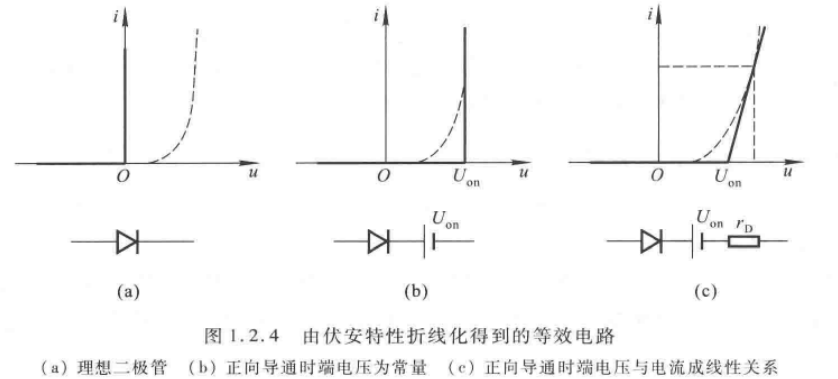 i i i
O u O U_on u O U_on u
U_on U_on r_D
(a) (b) (c)
图 1.2.4 由伏安特性折线化得到的等效电路
(a) 理想二极管 (b) 正向导通时端电压为常量 (c) 正向导通时端电压与电流成线性关系